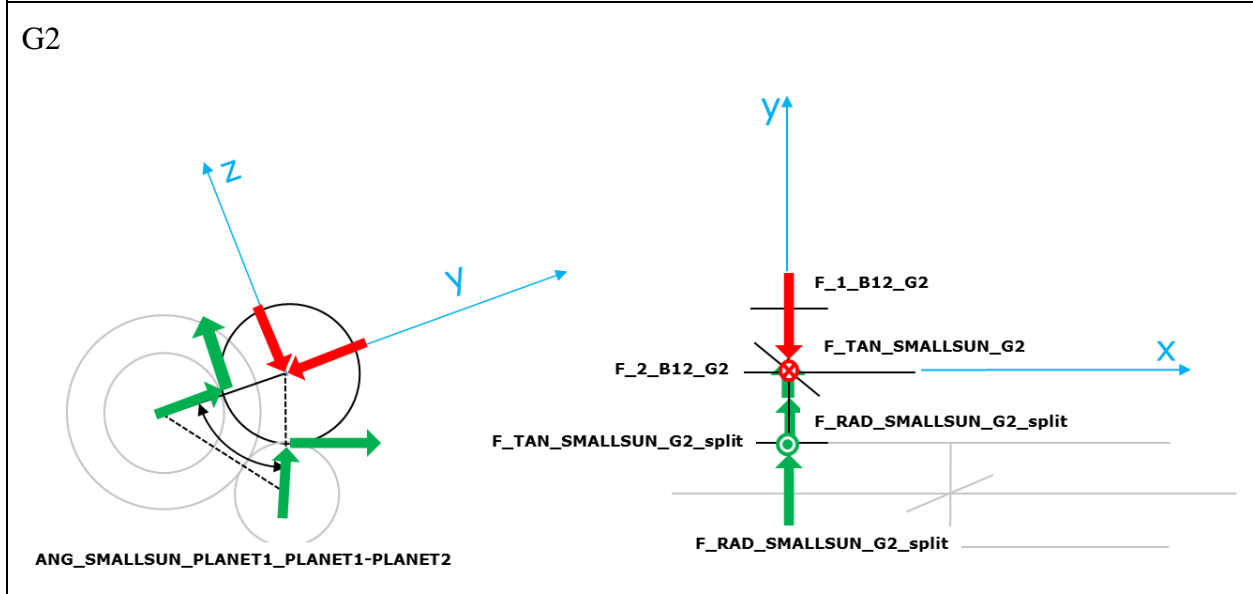 G2
z
y
ANG_SMALLSUN_PLANET1_PLANET1-PLANET2
y
F_1_B12_G2
F_TAN_SMALLSUN_G2
x
F_2_B12_G2
F_RAD_SMALLSUN_G2_split
F_TAN_SMALLSUN_G2_split
F_RAD_SMALLSUN_G2_split